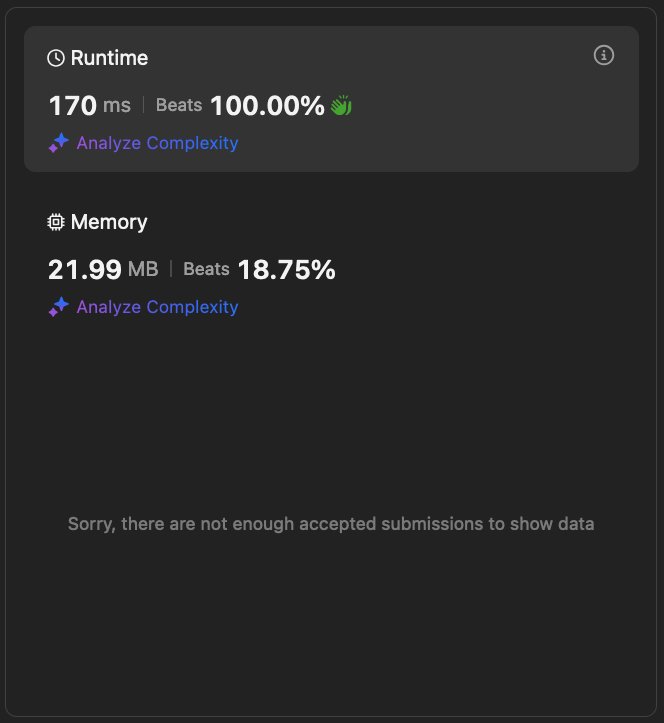 Runtime
170 ms | Beats 100.00%
Analyze Complexity
Memory
21.99 MB | Beats 18.75%
Analyze Complexity
Sorry, there are not enough accepted submissions to show data